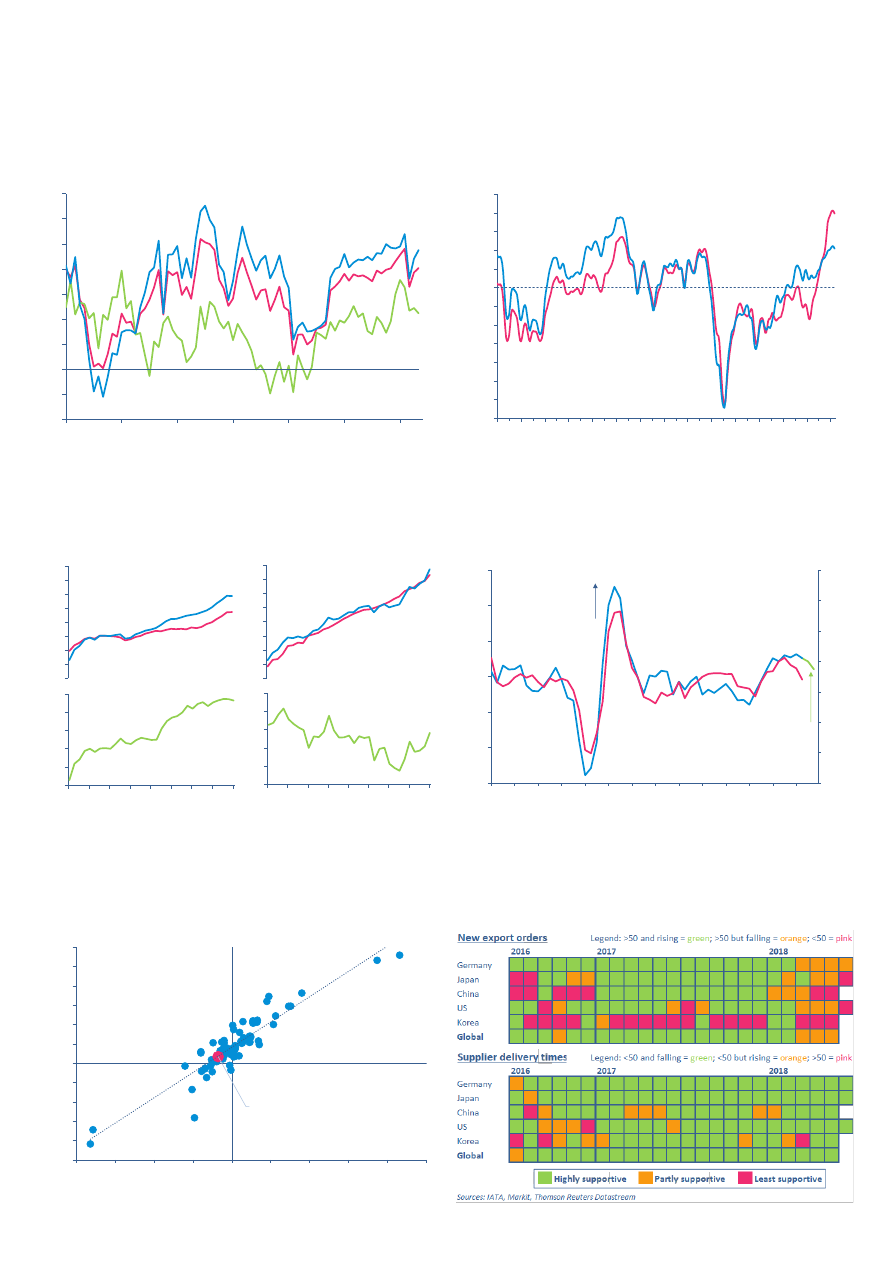 New export orders Legend: >50 and rising = green; >50 but falling = orange; <50 = pink
2016 2017 2018
Germany
Japan
China
US
Korea
Global
Supplier delivery times Legend: <50 and falling = green; <50 but rising = orange; >50 = pink
2016 2017 2018
Germany
Japan
China
US
Korea
Global
Highly supportive Partly supportive Least supportive
Sources: IATA, Markit, Thomson Reuters Datastream